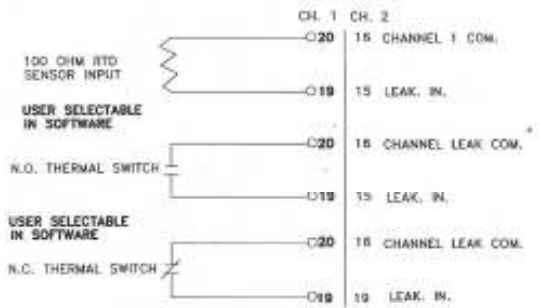 CH. 1 CH. 2
20 16 CHANNEL 1 COM.
100 OHM RTD
SENSOR INPUT
19 15 LEAK. IN.
USER SELECTABLE
IN SOFTWARE
20 16 CHANNEL LEAK COM.
N.O. THERMAL SWITCH
19 15 LEAK. IN.
USER SELECTABLE
IN SOFTWARE
20 16 CHANNEL LEAK COM.
N.C. THERMAL SWITCH
19 19 LEAK. IN.